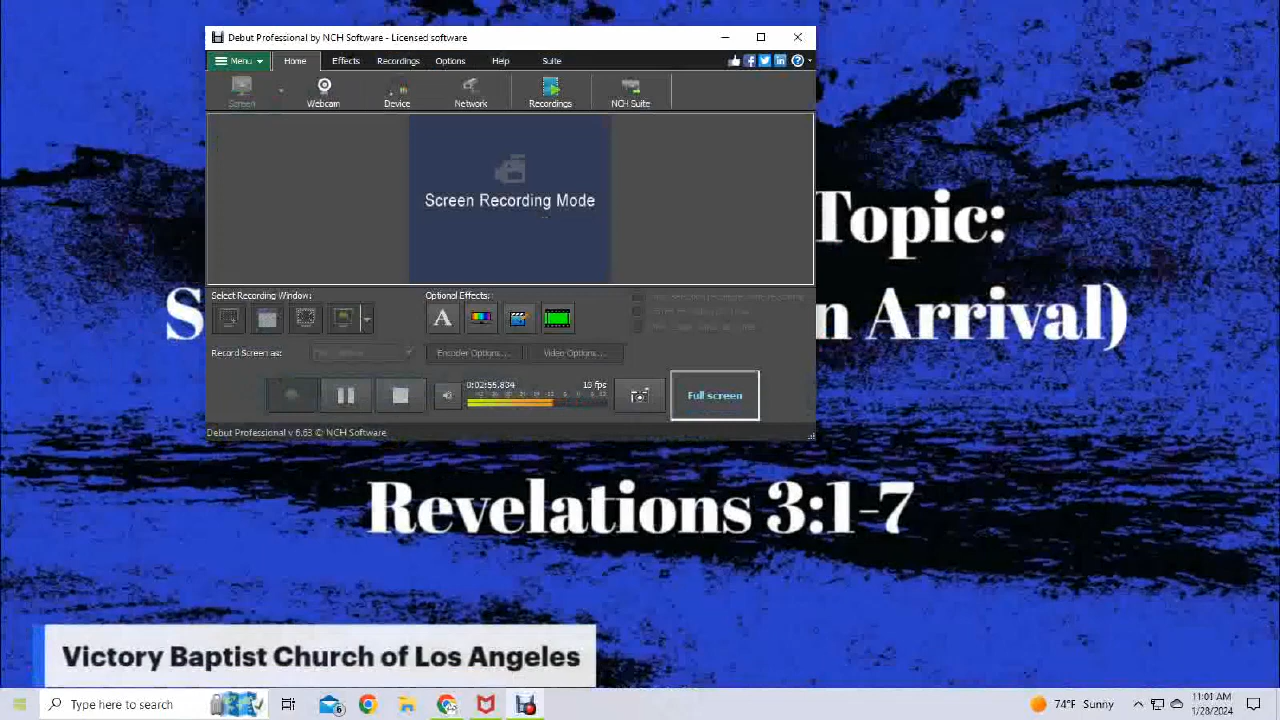 Debut Professional by NCH Software - Licensed software
Menu Home Effects Recordings Options Help Suite
Screen Webcam Device Network Recordings NCH Suite
Screen Recording Mode
Topic:
S
n Arrival)
Select Recording Window:
Optional Effects:
A
Record Screen as:
Encoder Options...
Video Options...
0:02:55.834
15 fps
Full screen
Debut Professional v 6.63 © NCH Software
Revelations 3:1-7
Victory Baptist Church of Los Angeles
Type here to search
6
74°F Sunny
11:01 AM
1/28/2024